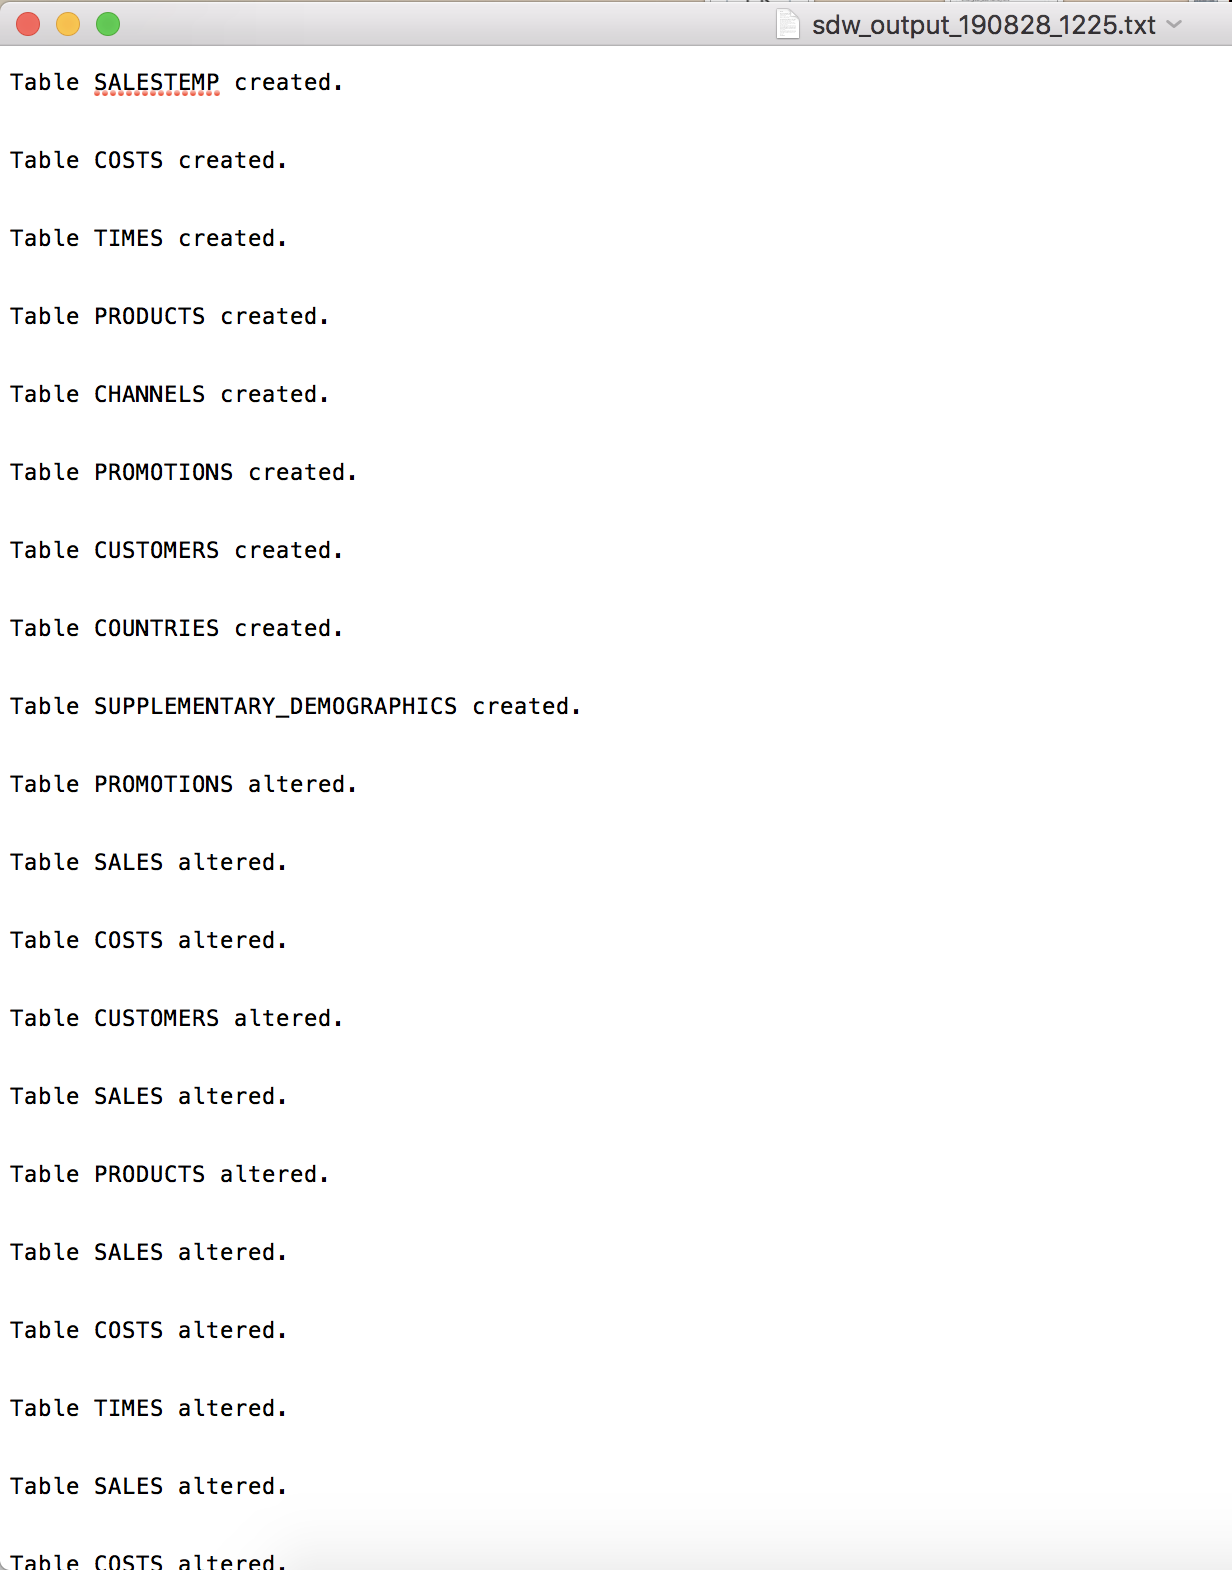 sdw_output_190828_1225.txt
Table SALESTEMP created.
Table COSTS created.
Table TIMES created.
Table PRODUCTS created.
Table CHANNELS created.
Table PROMOTIONS created.
Table CUSTOMERS created.
Table COUNTRIES created.
Table SUPPLEMENTARY_DEMOGRAPHICS created.
Table PROMOTIONS altered.
Table SALES altered.
Table COSTS altered.
Table CUSTOMERS altered.
Table SALES altered.
Table PRODUCTS altered.
Table SALES altered.
Table COSTS altered.
Table TIMES altered.
Table SALES altered.
Table COSTS altered.